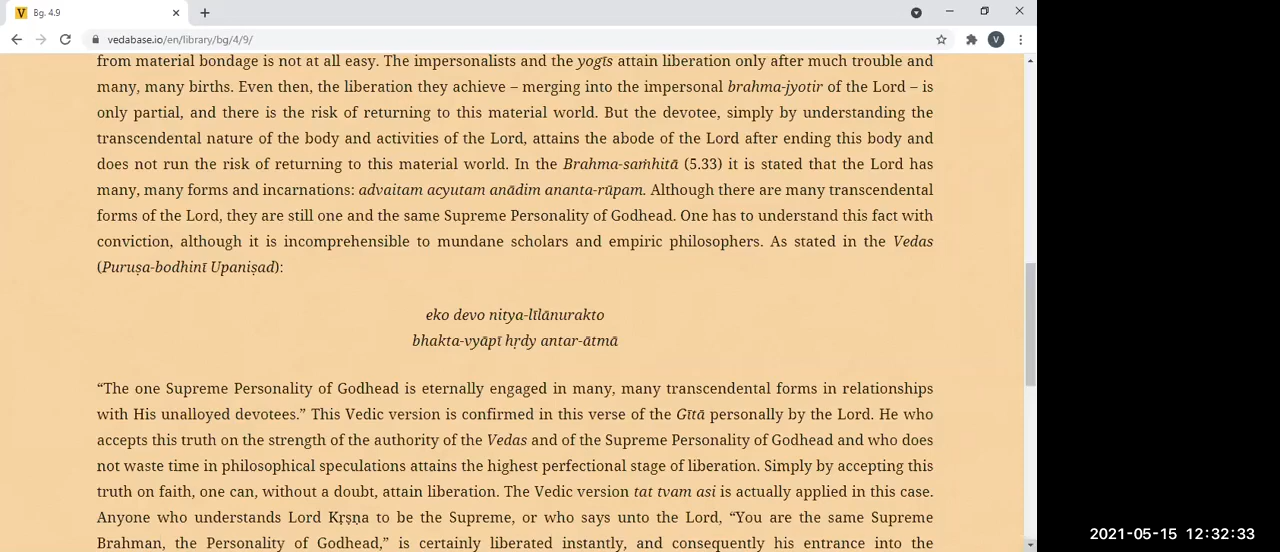 V Bg. 4.9
vedabase.io/en/library/bg/4/9/
V
from material bondage is not at all easy. The impersonalists and the yogīs attain liberation only after much trouble and
many, many births. Even then, the liberation they achieve – merging into the impersonal brahma-jyotir of the Lord – is
only partial, and there is the risk of returning to this material world. But the devotee, simply by understanding the
transcendental nature of the body and activities of the Lord, attains the abode of the Lord after ending this body and
does not run the risk of returning to this material world. In the Brahma-saṁhitā (5.33) it is stated that the Lord has
many, many forms and incarnations: advaitam acyutam anādim ananta-rūpam. Although there are many transcendental
forms of the Lord, they are still one and the same Supreme Personality of Godhead. One has to understand this fact with
conviction, although it is incomprehensible to mundane scholars and empiric philosophers. As stated in the Vedas
(Puruṣa-bodhinī Upaniṣad):
eko devo nitya-līlānurakto
bhakta-vyāpī hṛdy antar-ātmā
“The one Supreme Personality of Godhead is eternally engaged in many, many transcendental forms in relationships
with His unalloyed devotees.” This Vedic version is confirmed in this verse of the Gītā personally by the Lord. He who
accepts this truth on the strength of the authority of the Vedas and of the Supreme Personality of Godhead and who does
not waste time in philosophical speculations attains the highest perfectional stage of liberation. Simply by accepting this
truth on faith, one can, without a doubt, attain liberation. The Vedic version tat tvam asi is actually applied in this case.
Anyone who understands Lord Kṛṣṇa to be the Supreme, or who says unto the Lord, “You are the same Supreme
Brahman, the Personality of Godhead,” is certainly liberated instantly, and consequently his entrance into the
2021-05-15 12:32:33